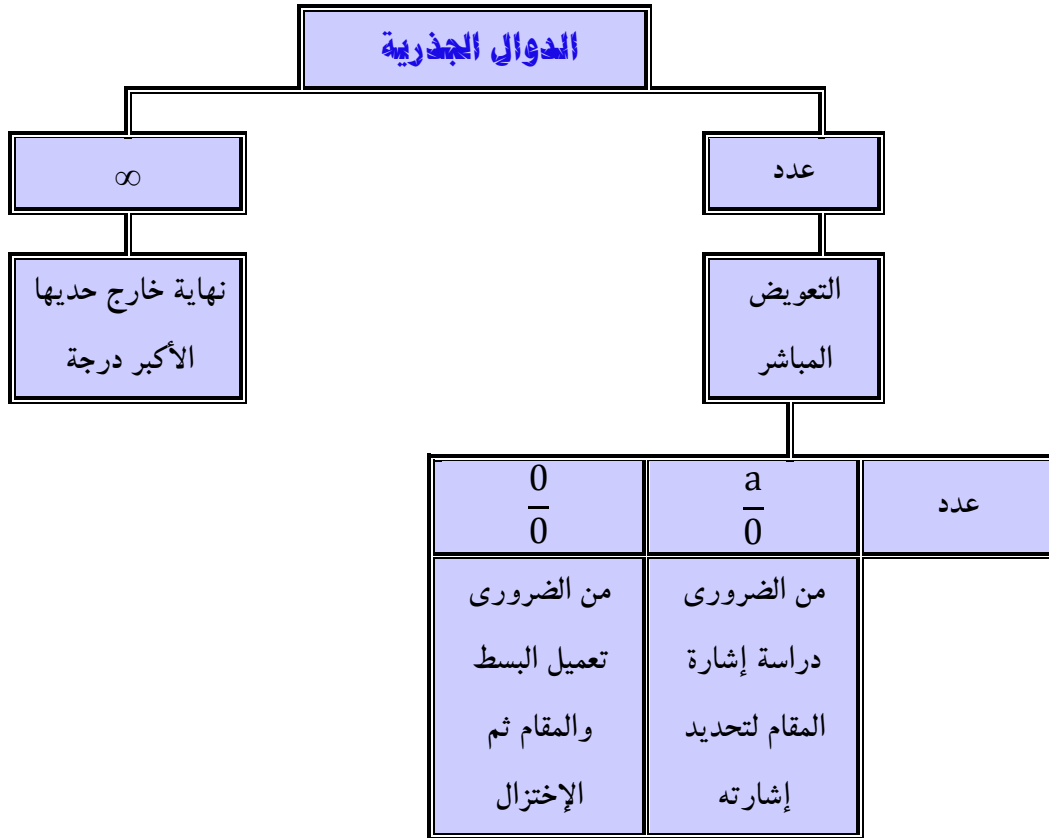 الدوال الجذرية
عدد
∞
التعويض
المباشر
نهاية خارج حديها
الأكبر درجة
عدد
a
0
0
0
من الضرورى
دراسة إشارة
المقام لتحديد
إشارته
من الضرورى
تعميل البسط
والمقام ثم
الإختزال